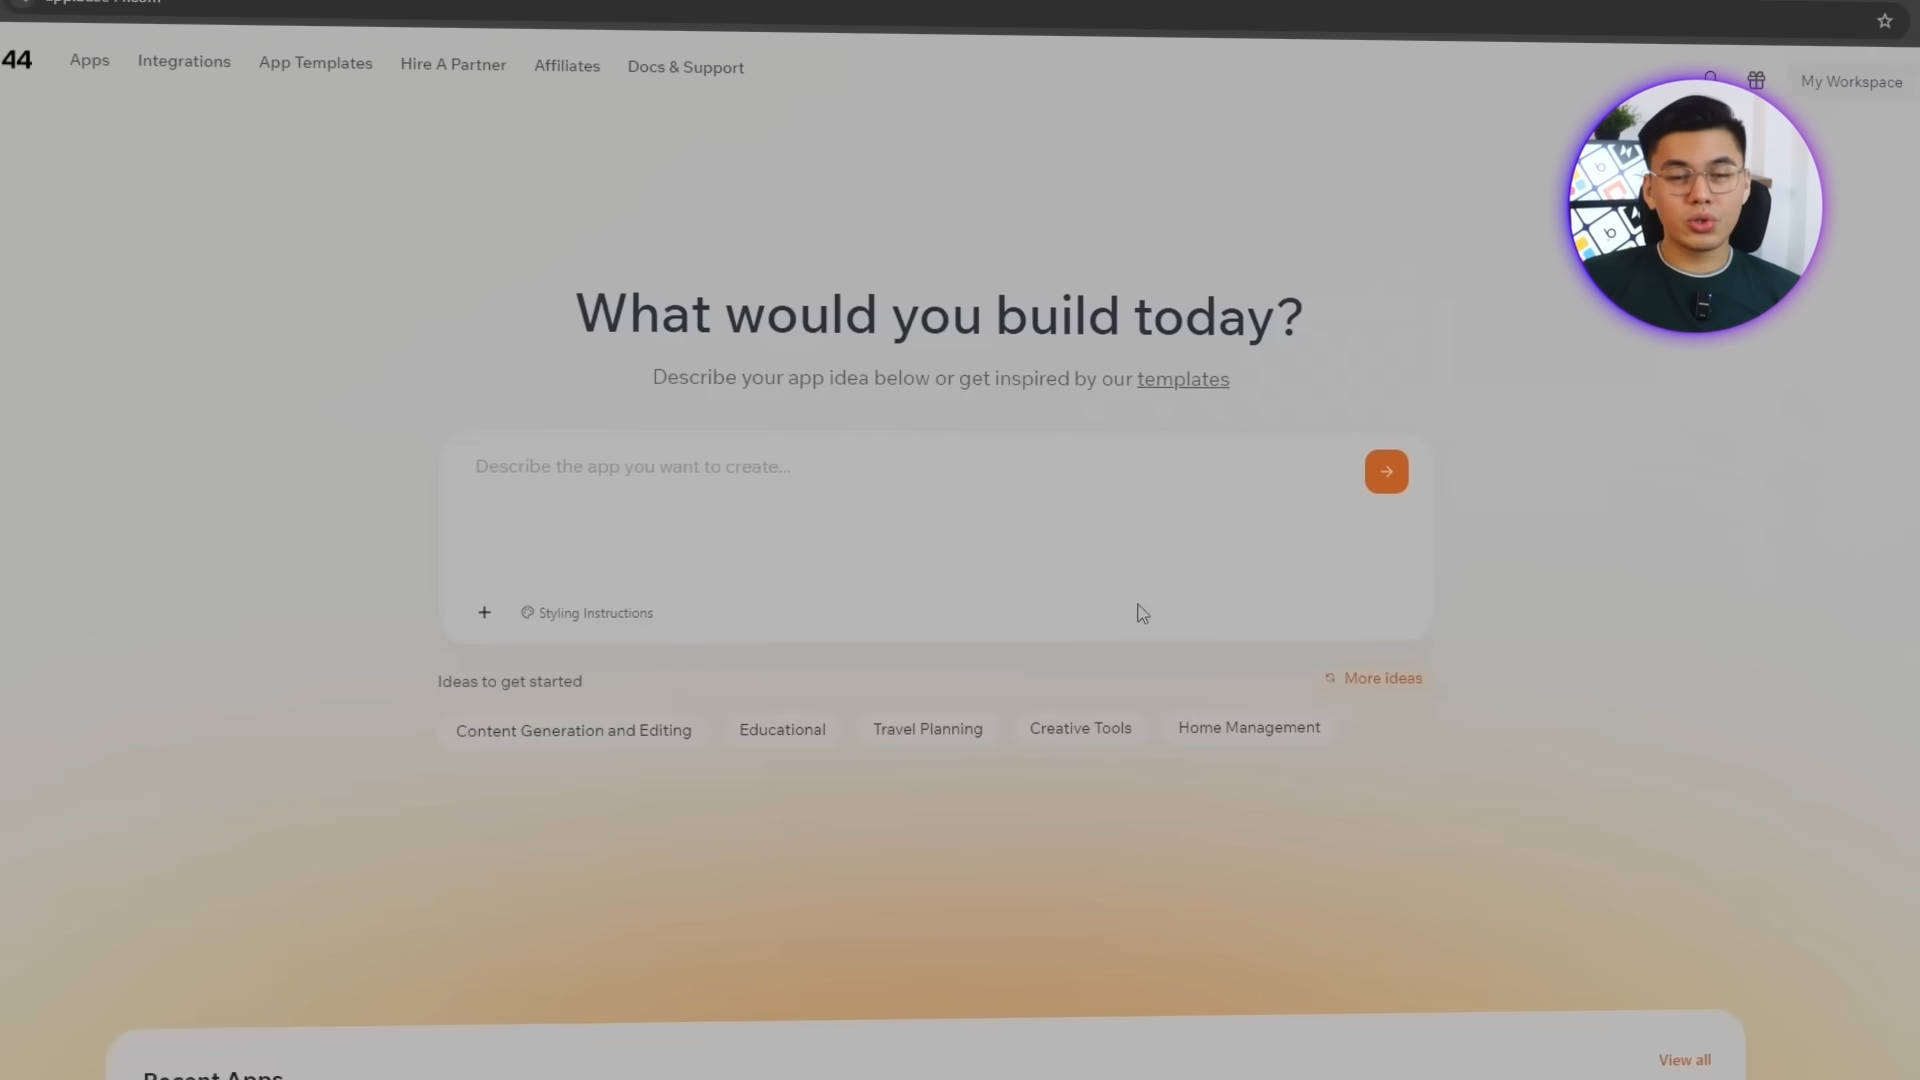 44 Apps Integrations App Templates Hire A Partner Affiliates Docs & Support
My Workspace
What would you build today?
Describe your app idea below or get inspired by our templates
Describe the app you want to create...
+ Styling Instructions
Ideas to get started
More ideas
Content Generation and Editing Educational Travel Planning Creative Tools Home Management
Recent Apps
View all